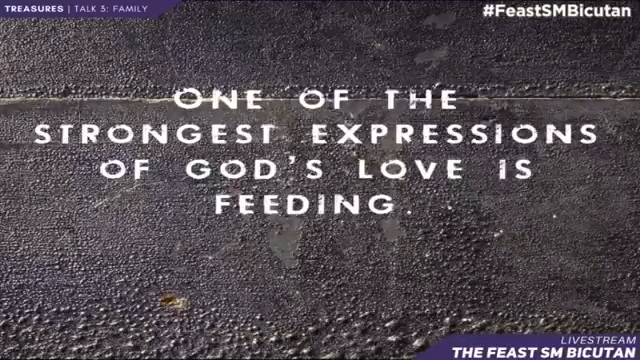 TREASURES | TALK 3: FAMILY
#FeastSMBicutan
ONE OF THE
STRONGEST EXPRESSIONS
OF GOD'S LOVE IS
FEEDING.
LIVESTREAM
THE FEAST SM BICUTAN